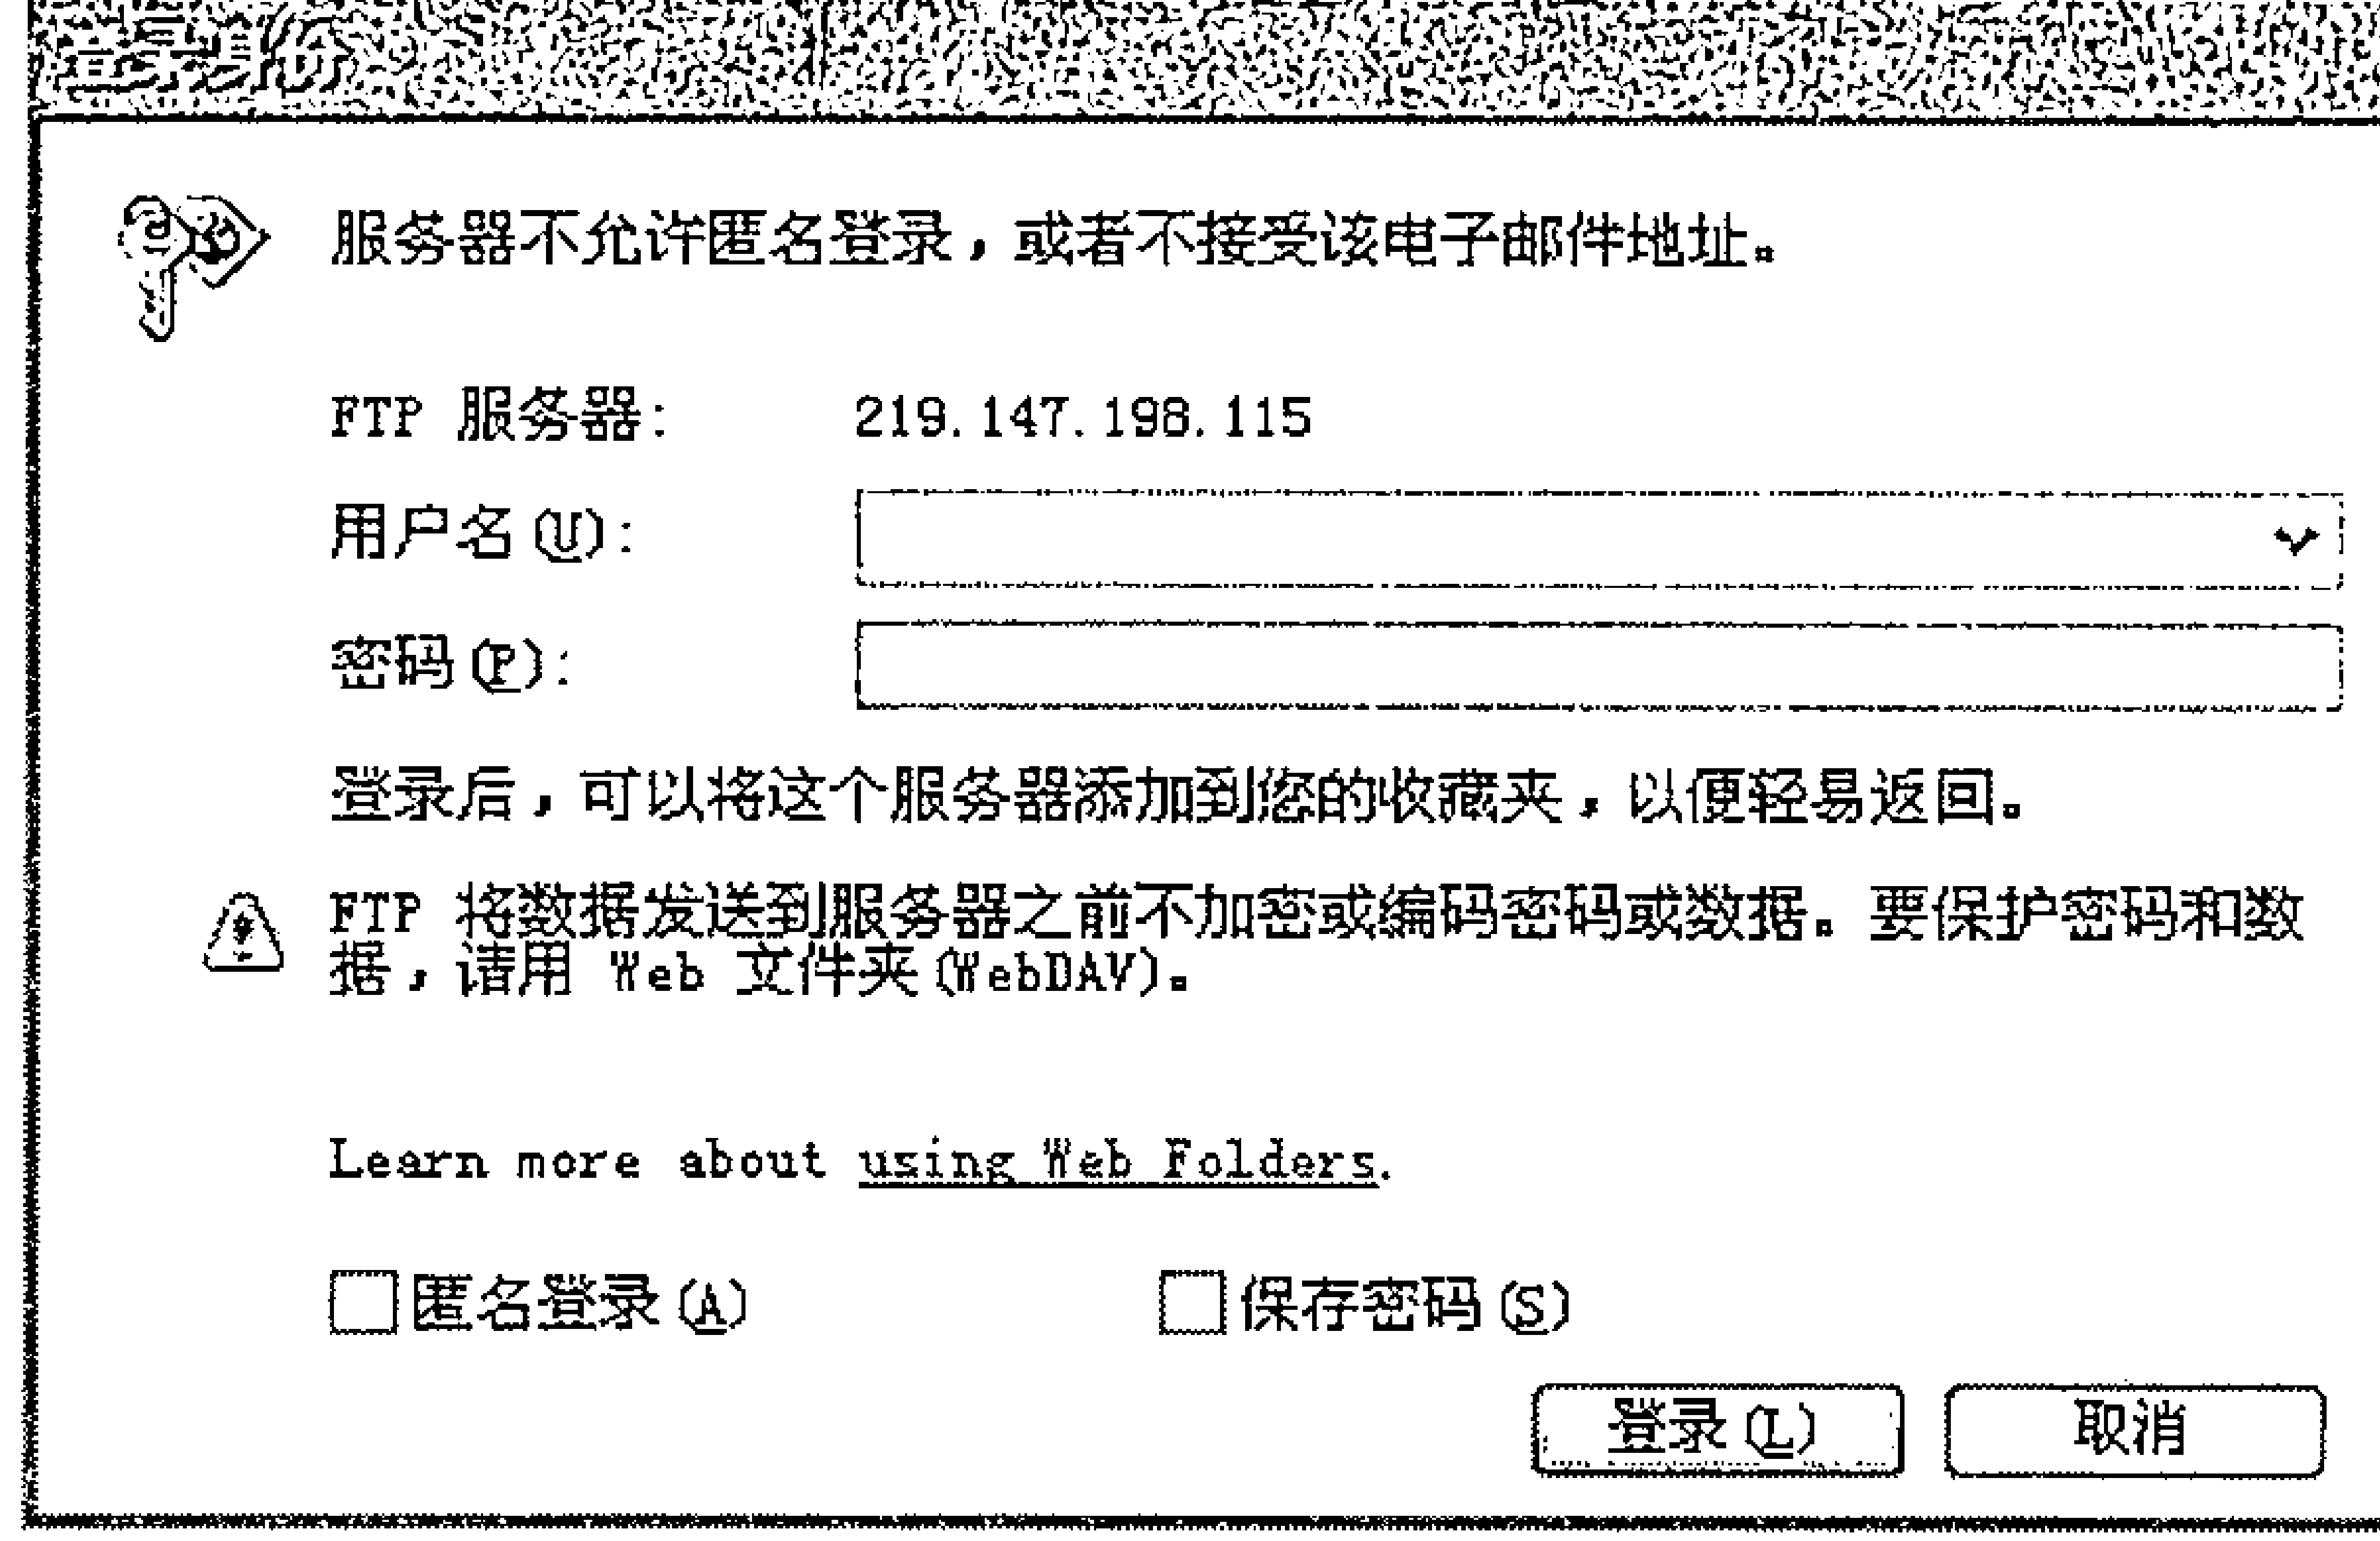 登录身份
服务器不允许匿名登录，或者不接受该电子邮件地址。
FTP 服务器: 219.147.198.115
用户名(U):
密码(P):
登录后，可以将这个服务器添加到您的收藏夹，以便轻易返回。
FTP 将数据发送到服务器之前不加密或编码密码或数据。要保护密码和数
据，请用 Web 文件夹(WebDAV)。
Learn more about using Web Folders.
匿名登录(A) 保存密码(S)
登录(L) 取消